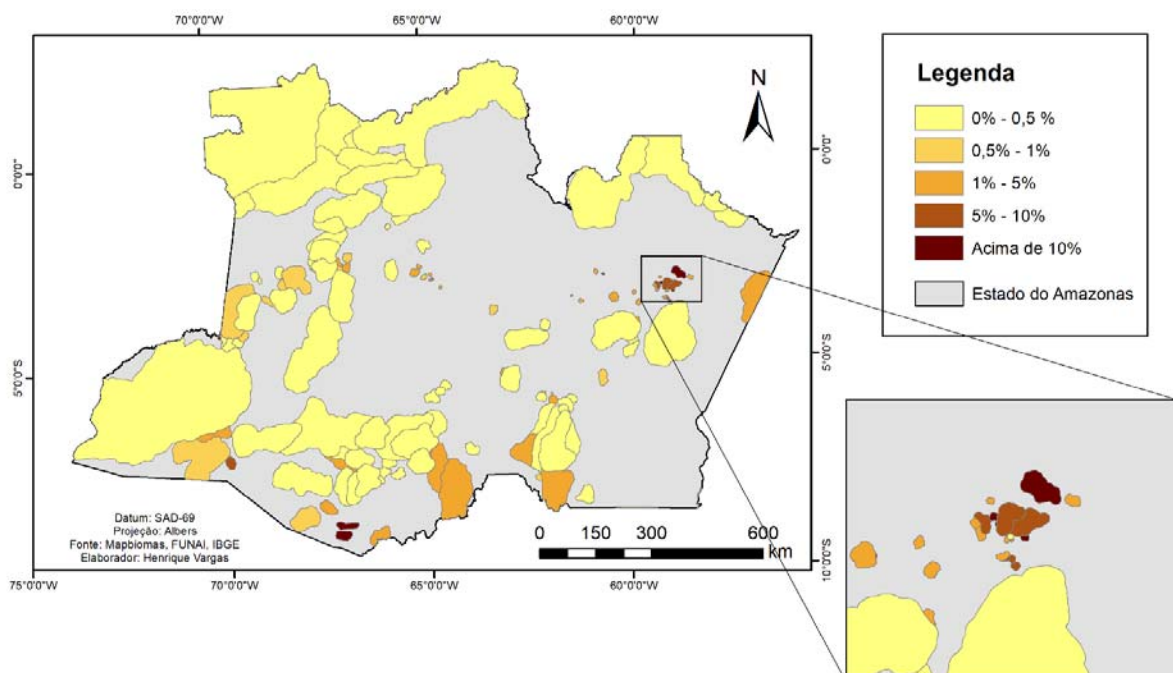 70°0'0"W
65°0'0"W
60°0'0"W
0°0'0"
0°0'0"
N
5°0'0"S
5°0'0"S
10°0'0"S
Datum: SAD-69
Projeção: Albers
Fonte: Mapbiomas, FUNAI, IBGE
Elaborador: Henrique Vargas
0 150 300 600
km
75°0'0"W
70°0'0"W
65°0'0"W
60°0'0"W
Legenda
0% - 0,5 %
0,5% - 1%
1% - 5%
5% - 10%
Acima de 10%
Estado do Amazonas